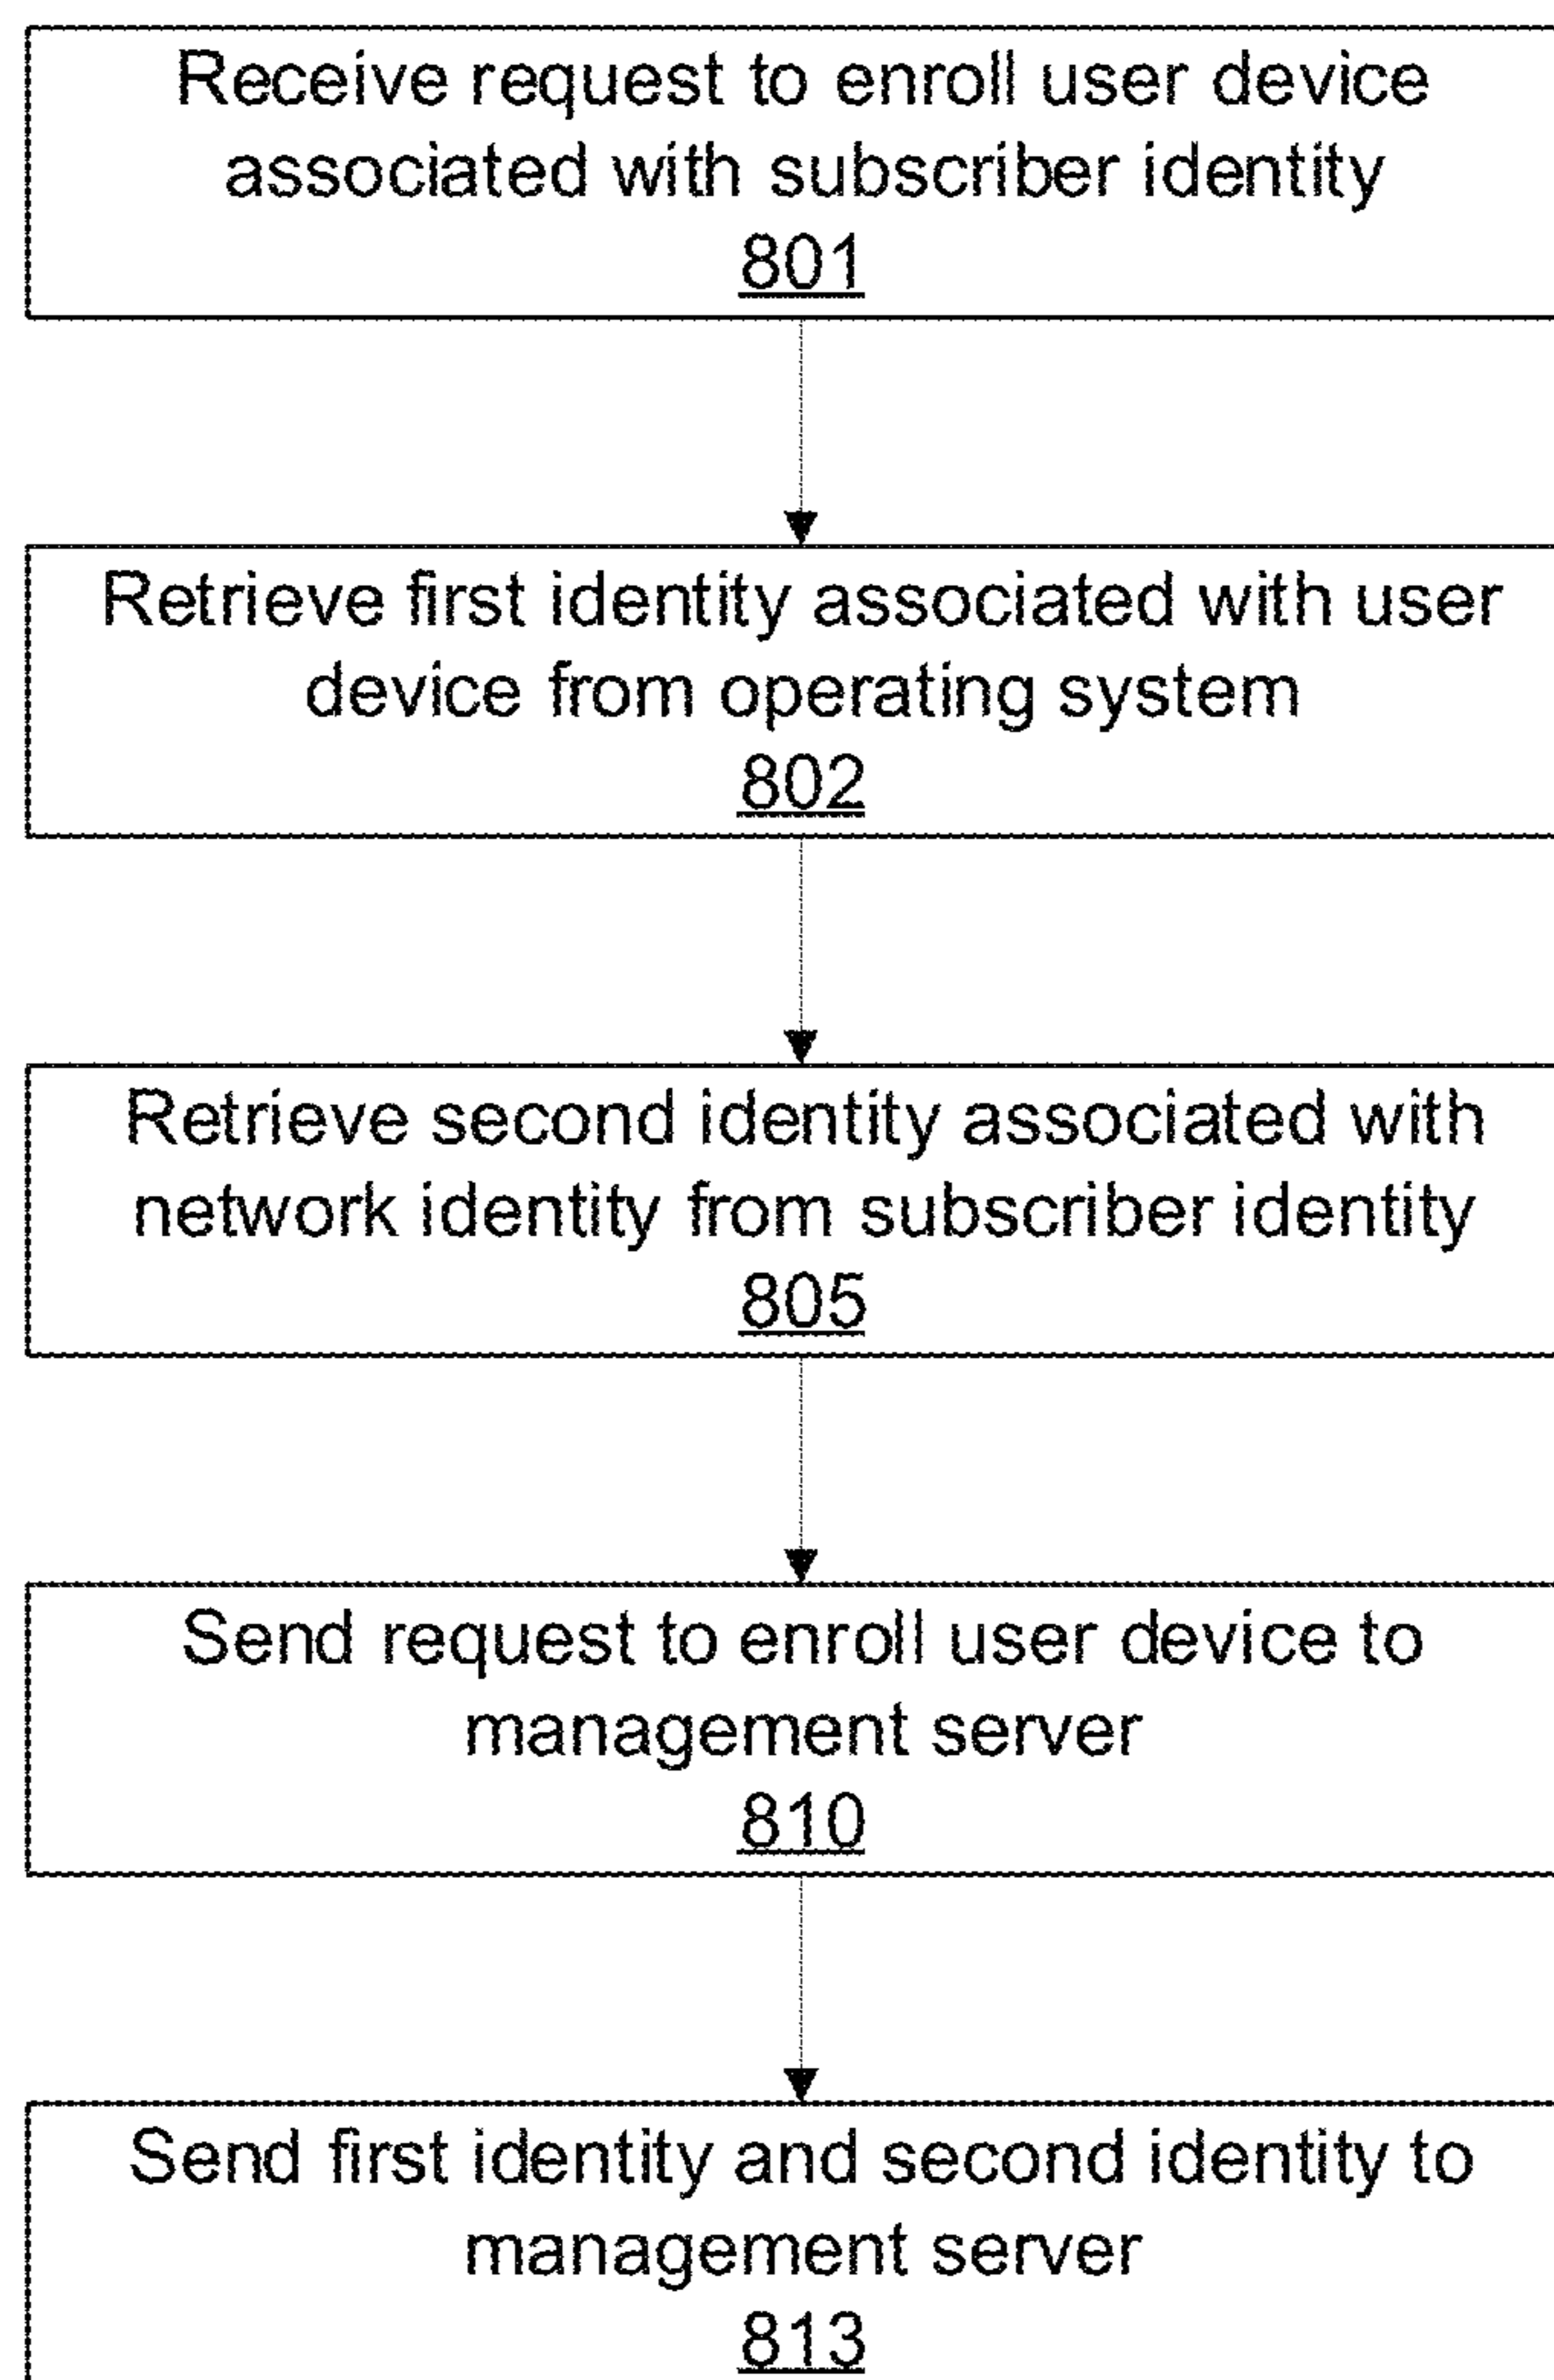 Receive request to enroll user device
associated with subscriber identity
801
Retrieve first identity associated with user
device from operating system
802
Retrieve second identity associated with
network identity from subscriber identity
805
Send request to enroll user device to
management server
810
Send first identity and second identity to
management server
813